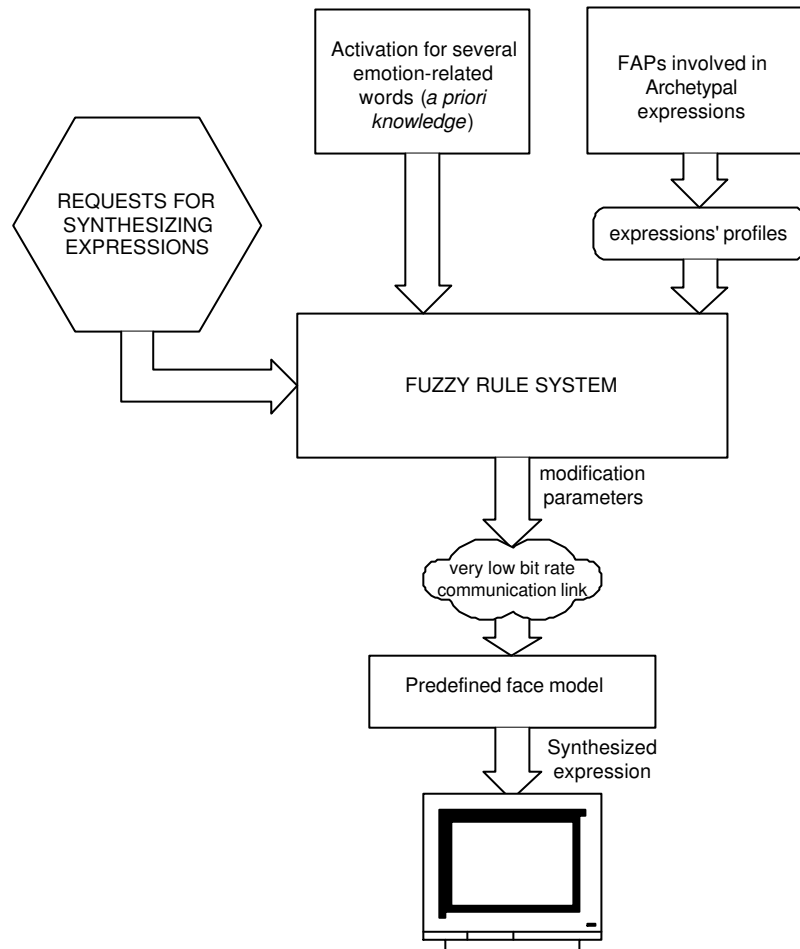 Activation for several
emotion-related
words (a priori
knowledge)
FAPs involved in
Archetypal
expressions
REQUESTS FOR
SYNTHESIZING
EXPRESSIONS
expressions' profiles
FUZZY RULE SYSTEM
modification
parameters
very low bit rate
communication link
Predefined face model
Synthesized
expression